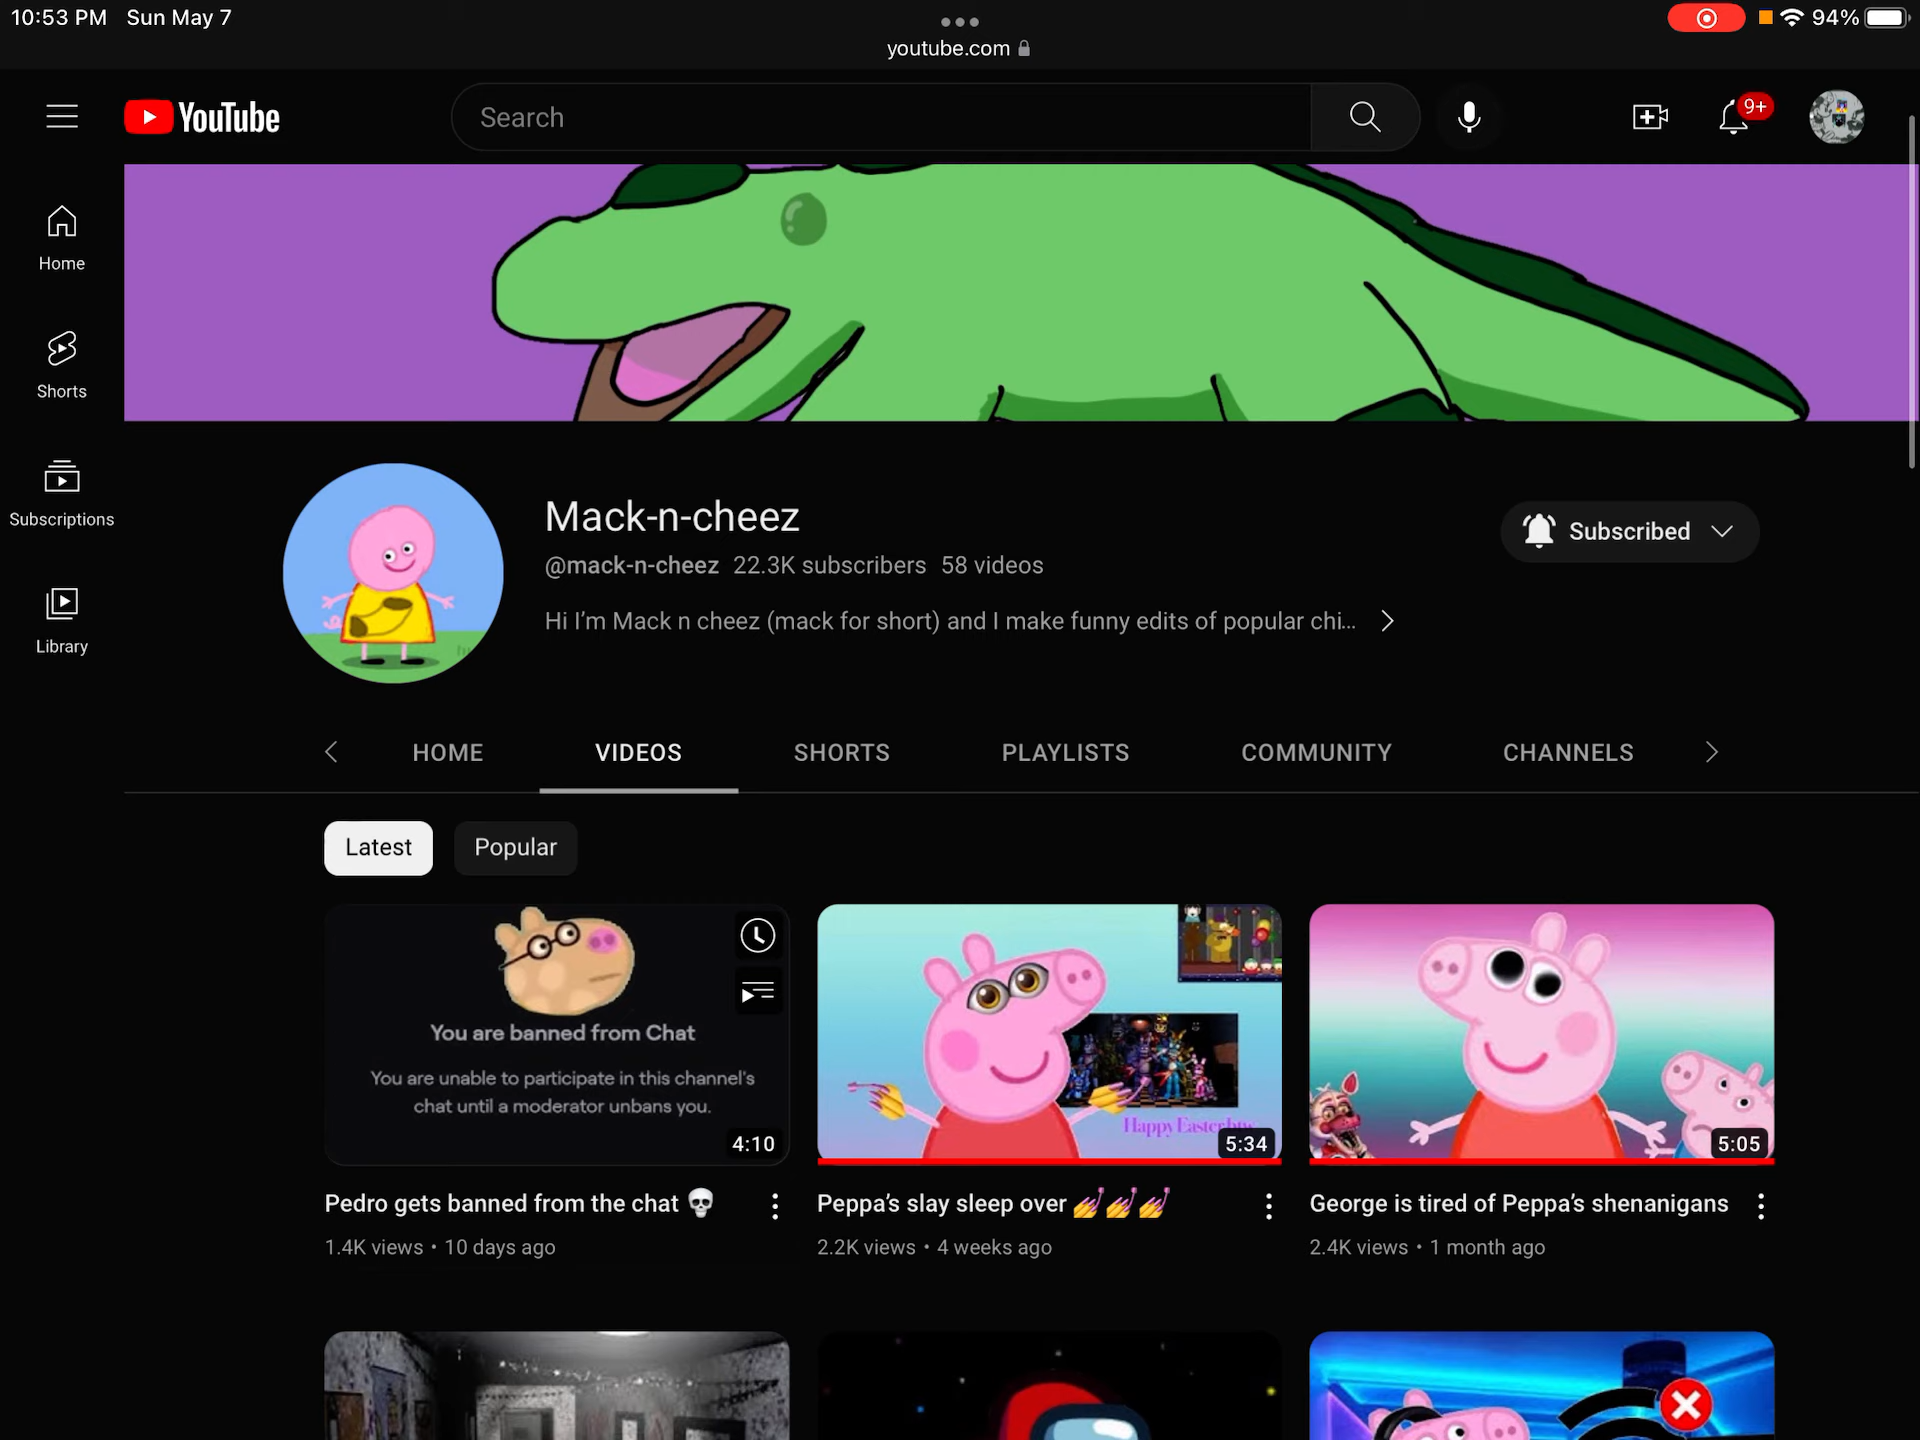 10:53 PM Sun May 7
94%
youtube.com
YouTube
Search
9+
Home
Shorts
Subscriptions
Library
Mack-n-cheez
@mack-n-cheez 22.3K subscribers 58 videos
Hi I’m Mack n cheez (mack for short) and I make funny edits of popular chi...
Subscribed
HOME VIDEOS SHORTS PLAYLISTS COMMUNITY CHANNELS
Latest Popular
You are banned from Chat
You are unable to participate in this channel's
chat until a moderator unbans you.
4:10
Happy Easter btw
5:34
5:05
Pedro gets banned from the chat 💀
1.4K views • 10 days ago
Peppa’s slay sleep over 💅💅💅
2.2K views • 4 weeks ago
George is tired of Peppa’s shenanigans
2.4K views • 1 month ago